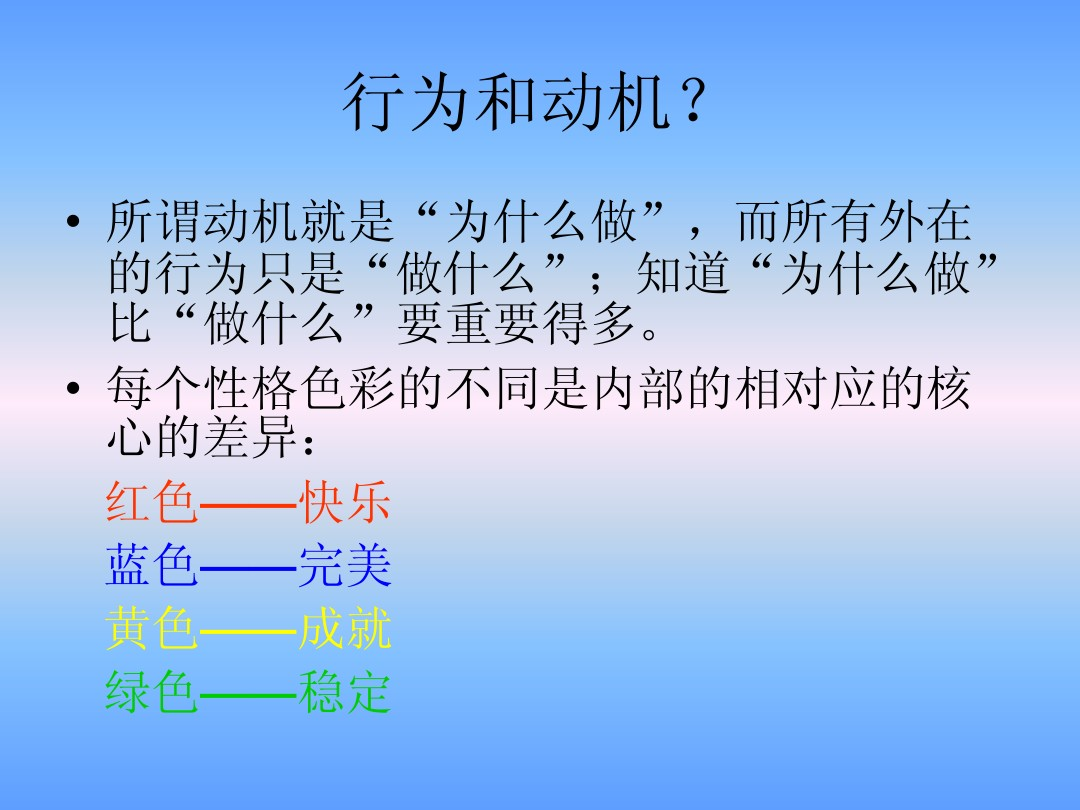 行为和动机?
• 所谓动机就是“为什么做”，而所有外在
的行为只是“做什么”；知道“为什么做”
比“做什么”要重要得多。
• 每个性格色彩的不同是内部的相对应的核
心的差异：
红色——快乐
蓝色——完美
黄色——成就
绿色——稳定